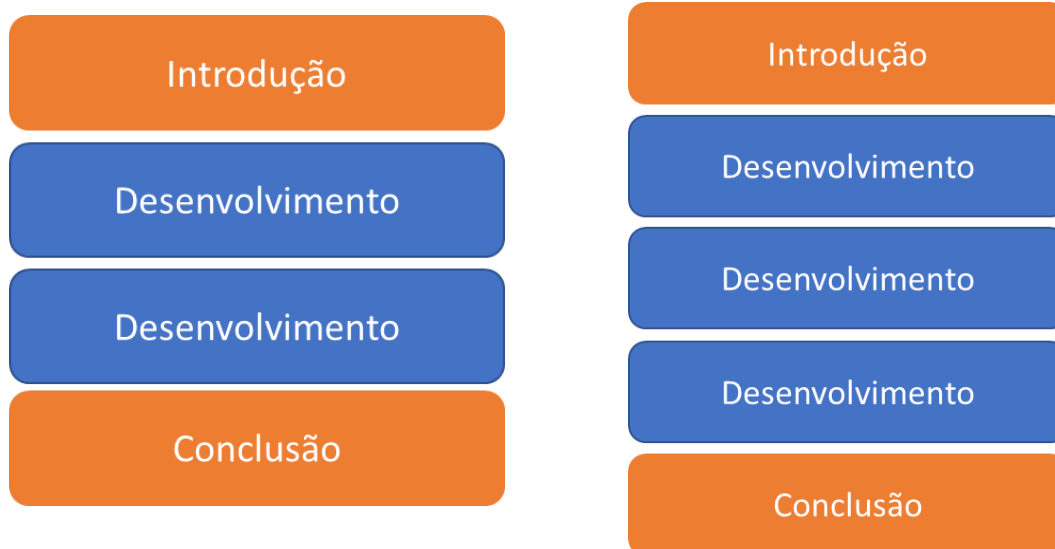 Introdução
Desenvolvimento
Desenvolvimento
Conclusão
Introdução
Desenvolvimento
Desenvolvimento
Desenvolvimento
Conclusão